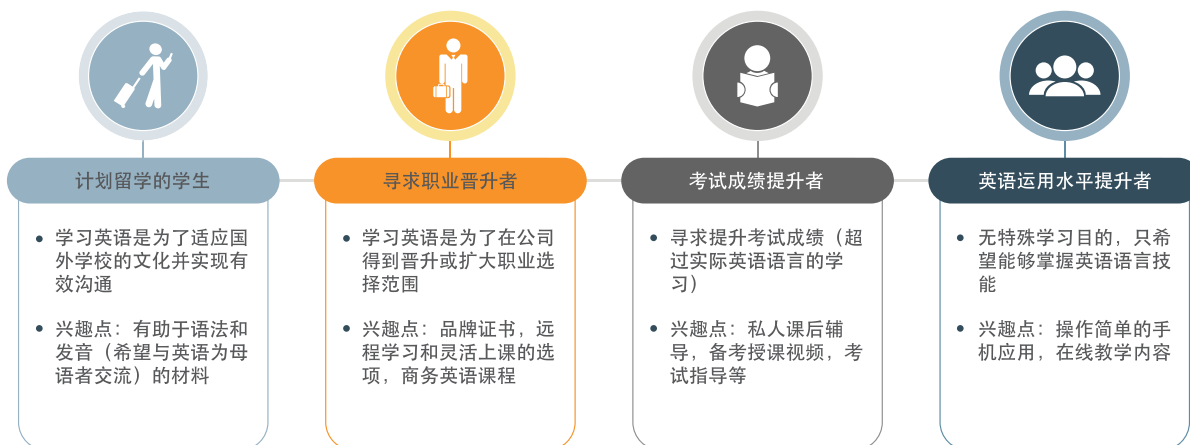 计划留学的学生
学习英语是为了适应国
外学校的文化并实现有
效沟通
兴趣点：有助于语法和
发音（希望与英语为母
语者交流）的材料
寻求职业晋升者
学习英语是为了在公司
得到晋升或扩大职业选
择范围
兴趣点：品牌证书，远
程学习和灵活上课的选
项，商务英语课程
考试成绩提升者
寻求提升考试成绩（超
过实际英语语言的学
习）
兴趣点：私人课后辅
导，备考授课视频，考
试指导等
英语运用水平提升者
无特殊学习目的，只希
望能够掌握英语语言技
能
兴趣点：操作简单的手
机应用，在线教学内容